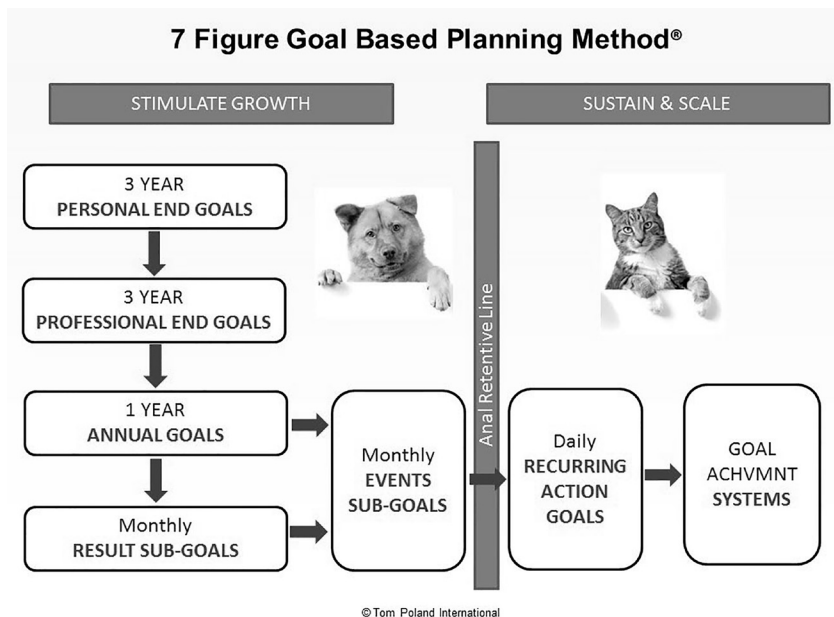 7 Figure Goal Based Planning Method®
STIMULATE GROWTH
SUSTAIN & SCALE
3 YEAR
PERSONAL END GOALS
3 YEAR
PROFESSIONAL END GOALS
1 YEAR
ANNUAL GOALS
Monthly
RESULT SUB-GOALS
Monthly
EVENTS
SUB-GOALS
Anal Retentive Line
Daily
RECURRING
ACTION
GOALS
GOAL
ACHVMNT
SYSTEMS
© Tom Poland International